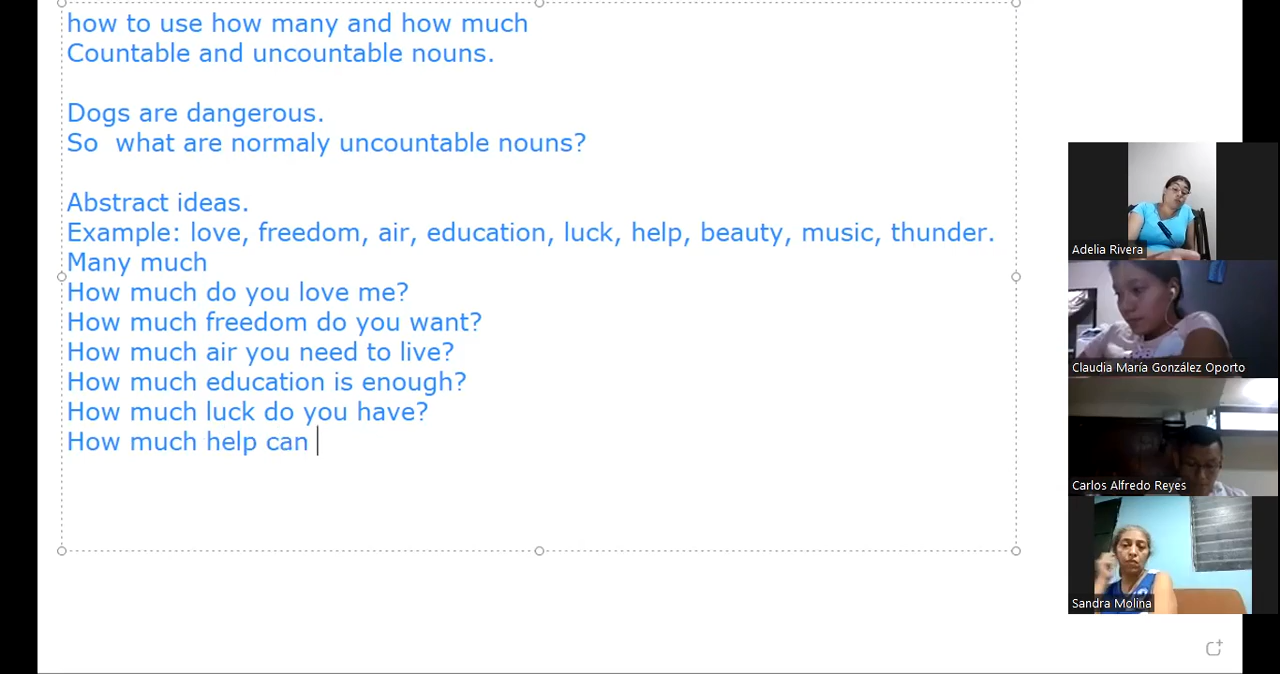 how to use how many and how much
Countable and uncountable nouns.
Dogs are dangerous.
So  what are normaly uncountable nouns?
Abstract ideas.
Example: love, freedom, air, education, luck, help, beauty, music, thunder.
Many much
How much do you love me?
How much freedom do you want?
How much air you need to live?
How much education is enough?
How much luck do you have?
How much help can
Adelia Rivera
Claudia María González Oporto
Carlos Alfredo Reyes
Sandra Molina